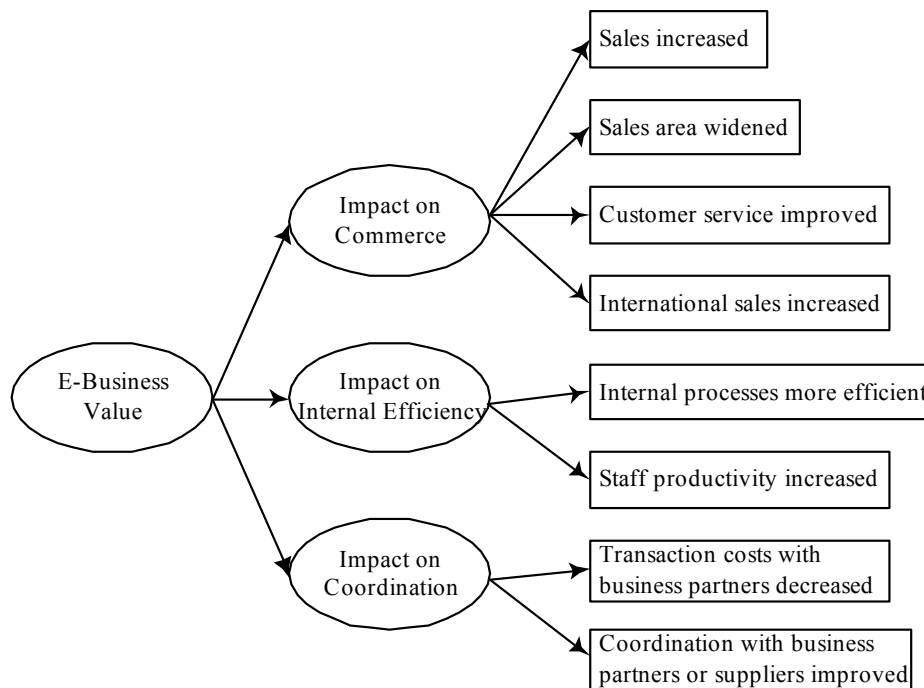 E-Business
Value
Impact on
Commerce
Sales increased
Sales area widened
Customer service improved
International sales increased
Impact on
Internal Efficiency
Internal processes more efficient
Staff productivity increased
Impact on
Coordination
Transaction costs with
business partners decreased
Coordination with business
partners or suppliers improved